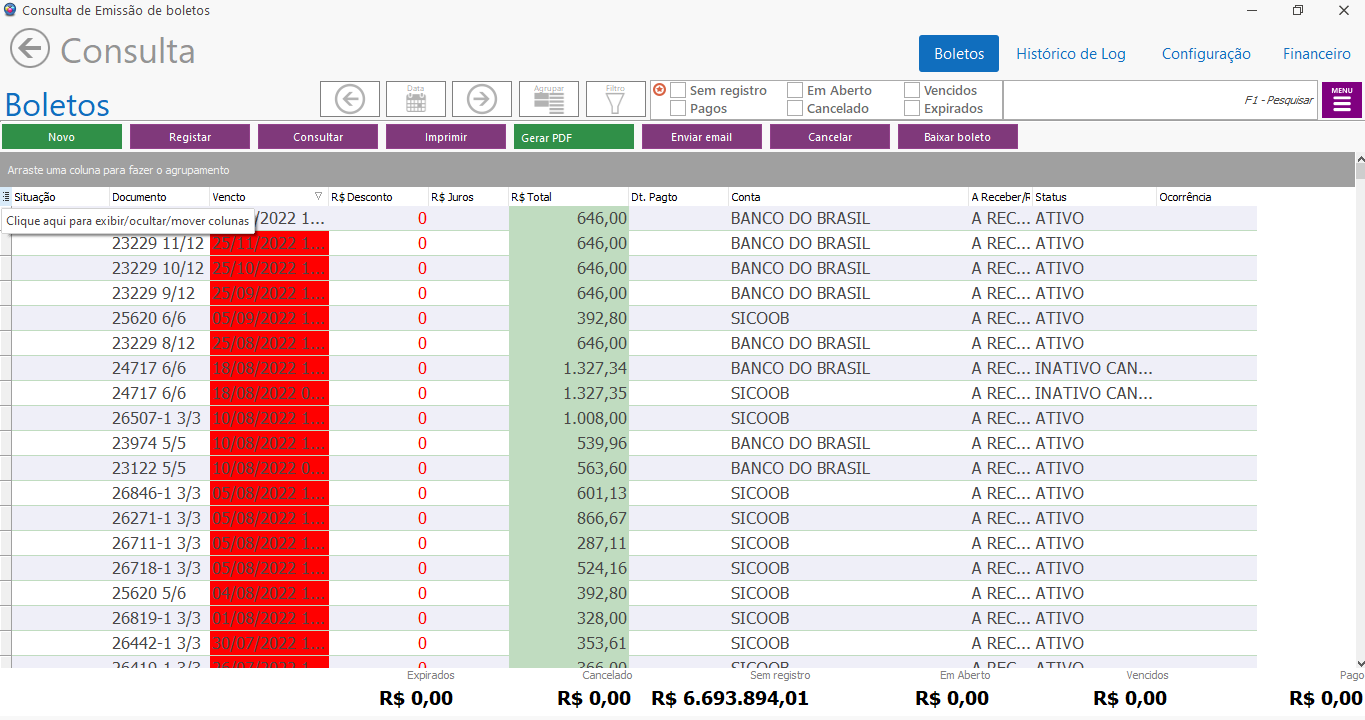 Consulta de Emissão de boletos
Consulta
Boletos Histórico de Log Configuração Financeiro
Boletos
Data Agrupar Filtro
Sem registro Em Aberto Vencidos
Pagos Cancelado Expirados
F1 - Pesquisar
MENU
Novo Registar Consultar Imprimir Gerar PDF Enviar email Cancelar Baixar boleto
Arraste uma coluna para fazer o agrupamento
Situação Documento Vencto R$ Desconto R$ Juros R$ Total Dt. Pagto Conta A Receber/R Status Ocorrência
Clique aqui para exibir/ocultar/mover colunas
/2022 1... 0 646,00 BANCO DO BRASIL A REC... ATIVO
23229 11/12 25/11/2022 1... 0 646,00 BANCO DO BRASIL A REC... ATIVO
23229 10/12 25/10/2022 1... 0 646,00 BANCO DO BRASIL A REC... ATIVO
23229 9/12 25/09/2022 1... 0 646,00 BANCO DO BRASIL A REC... ATIVO
25620 6/6 05/09/2022 1... 0 392,80 SICOOB A REC... ATIVO
23229 8/12 25/08/2022 1... 0 646,00 BANCO DO BRASIL A REC... ATIVO
24717 6/6 18/08/2022 1... 0 1.327,34 BANCO DO BRASIL A REC... INATIVO CAN...
24717 6/6 18/08/2022 0... 0 1.327,35 SICOOB A REC... INATIVO CAN...
26507-1 3/3 10/08/2022 1... 0 1.008,00 SICOOB A REC... ATIVO
23974 5/5 10/08/2022 1... 0 539,96 BANCO DO BRASIL A REC... ATIVO
23122 5/5 10/08/2022 0... 0 563,60 BANCO DO BRASIL A REC... ATIVO
26846-1 3/3 05/08/2022 1... 0 601,13 SICOOB A REC... ATIVO
26271-1 3/3 05/08/2022 1... 0 866,67 SICOOB A REC... ATIVO
26711-1 3/3 05/08/2022 1... 0 287,11 SICOOB A REC... ATIVO
26718-1 3/3 05/08/2022 1... 0 524,16 SICOOB A REC... ATIVO
25620 5/6 04/08/2022 1... 0 392,80 SICOOB A REC... ATIVO
26819-1 3/3 01/08/2022 1... 0 328,00 SICOOB A REC... ATIVO
26442-1 3/3 30/07/2022 1... 0 353,61 SICOOB A REC... ATIVO
26410-1 3/3 26/07/2022 1... 0 366,00 SICOOB A REC... ATIVO
Expirados Cancelado Sem registro Em Aberto Vencidos Pago
R$ 0,00 R$ 0,00 R$ 6.693.894,01 R$ 0,00 R$ 0,00 R$ 0,00